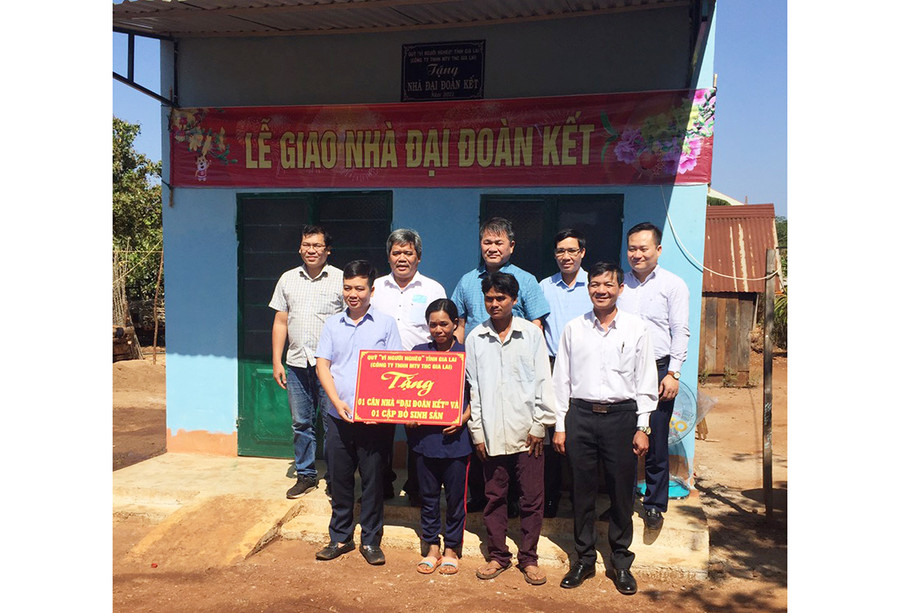 QUỸ "VÌ NGƯỜI NGHÈO" TỈNH GIA LAI
CÔNG TY TNHH MTV THC GIA LAI
Tặng
NHÀ ĐẠI ĐOÀN KẾT
LỄ GIAO NHÀ ĐẠI ĐOÀN KẾT
QUỸ "VÌ NGƯỜI NGHÈO" TỈNH GIA LAI
(CÔNG TY TNHH MTV THC GIA LAI)
Tặng
01 CĂN NHÀ "ĐẠI ĐOÀN KẾT" VÀ
01 CẶP BÒ SINH SẢN